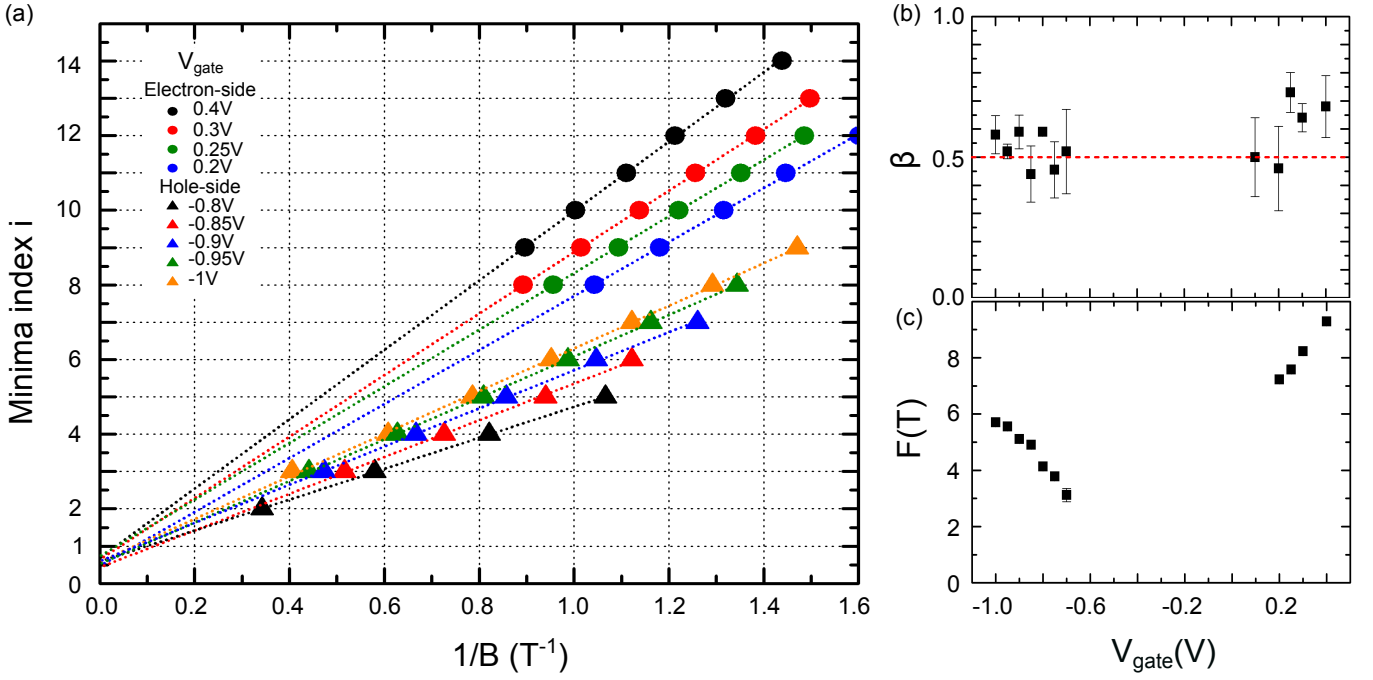 (a)
14
12
10
8
6
4
2
1
0
Minima index i
V_gate
Electron-side
0.4V
0.3V
0.25V
0.2V
Hole-side
-0.8V
-0.85V
-0.9V
-0.95V
-1V
0.0 0.2 0.4 0.6 0.8 1.0 1.2 1.4 1.6
1/B (T⁻¹)
(b)
1.0
0.5
0.0
β
(c)
8
6
4
2
0
F(T)
-1.0 -0.6 -0.2 0.2
V_gate(V)